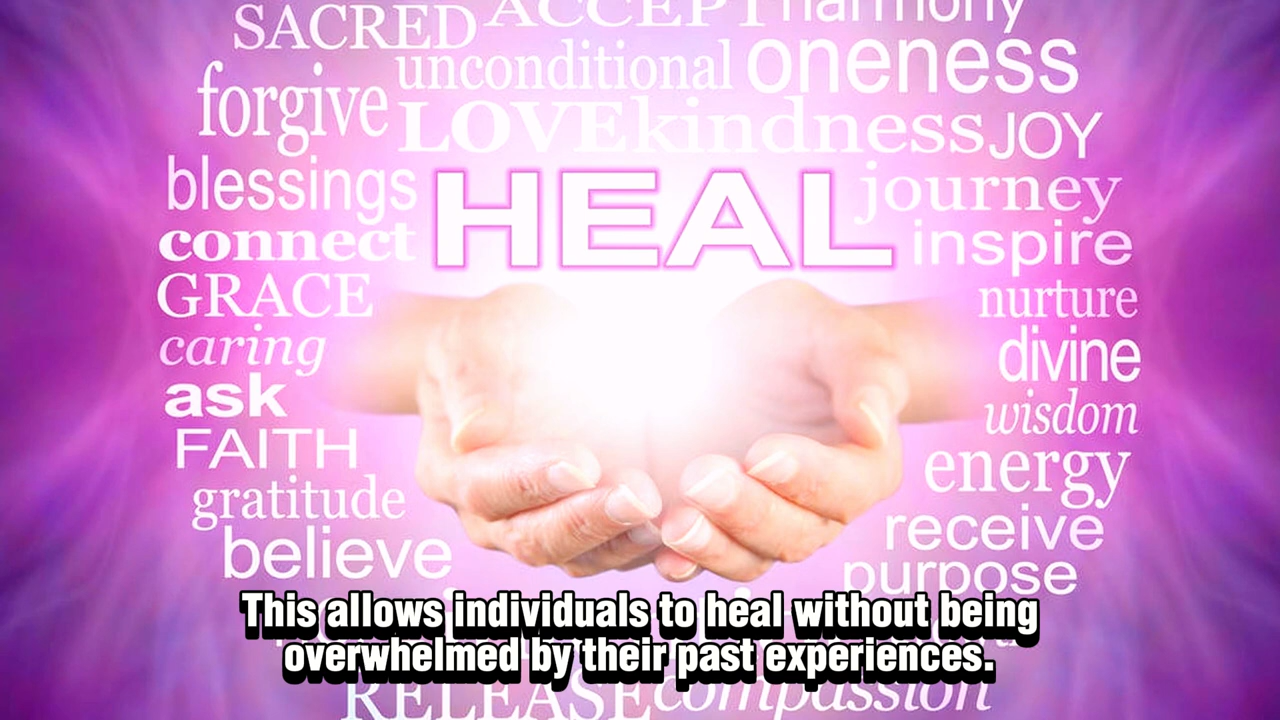 SACRED ACCEPT harmony
unconditional oneness
forgive LOVE kindness JOY
blessings HEAL journey
connect inspire
GRACE nurture
caring divine
ask wisdom
FAITH energy
gratitude receive
believe purpose
This allows individuals to heal without being
overwhelmed by their past experiences.
RELEASE compassion